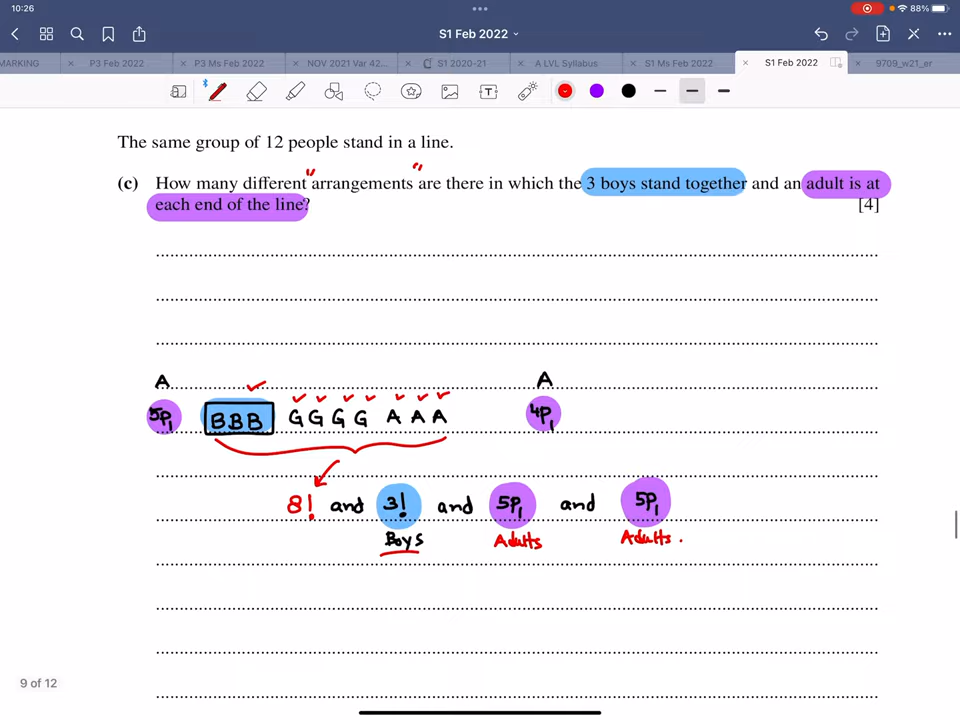 10:26
88%
S1 Feb 2022
MARKING
P3 Feb 2022
P3 Ms Feb 2022
NOV 2021 Var 42...
S1 2020-21
A LVL Syllabus
S1 Ms Feb 2022
S1 Feb 2022
9709_w21_er
The same group of 12 people stand in a line.
(c) How many different "arrangements" are there in which the 3 boys stand together and an adult is at
each end of the line?
[4]
A A
5P1 BBB G G G G A A A 4P1
8! and 3! and 5P1 and 5P1
Boys Adults Adults.
9 of 12